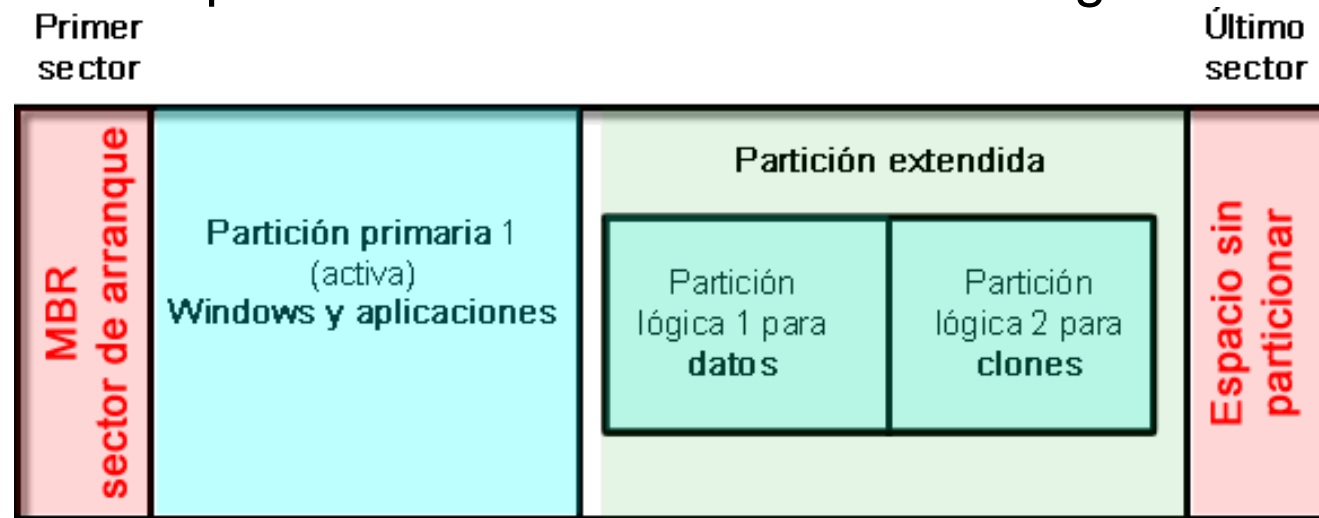 Primer
sector
Último
sector
MBR
sector de arranque
Partición primaria 1
(activa)
Windows y aplicaciones
Partición extendida
Partición
lógica 1 para
datos
Partición
lógica 2 para
clones
Espacio sin
particionar